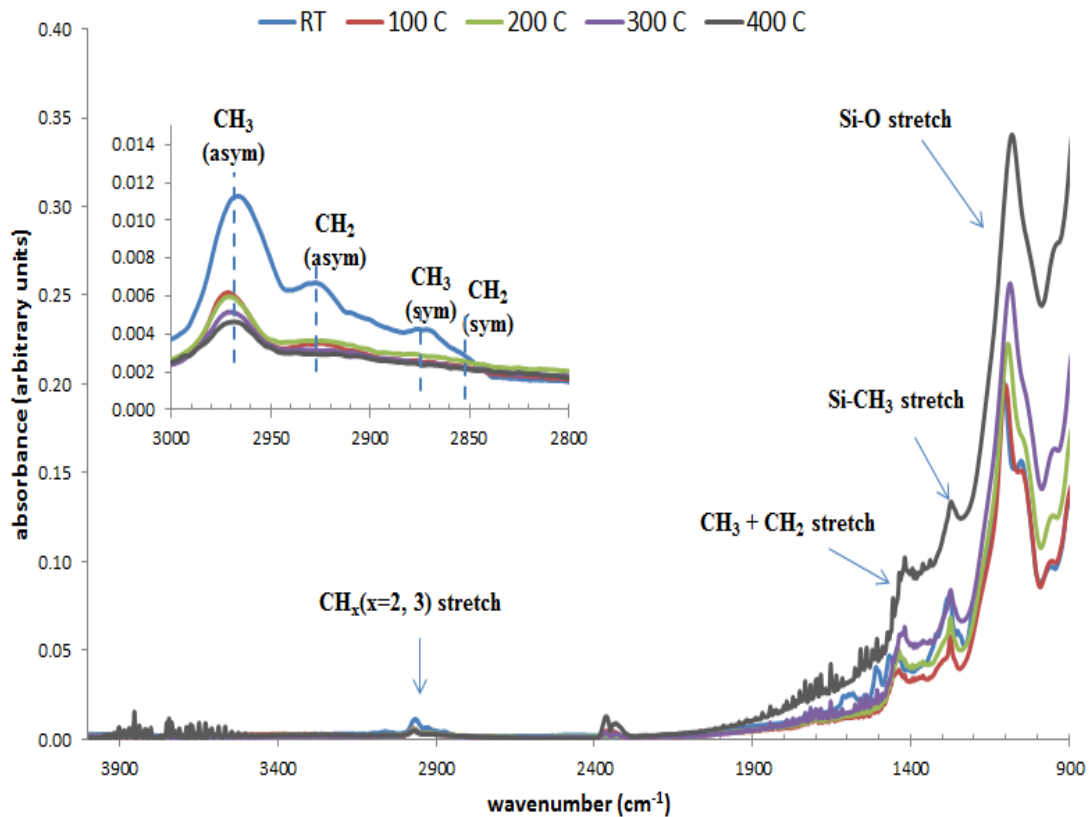 RT 100 C 200 C 300 C 400 C
0.40
0.35
0.30
0.25
0.20
0.15
0.10
0.05
0.00
absorbance (arbitrary units)
3900 3400 2900 2400 1900 1400 900
wavenumber (cm⁻¹)
0.014
0.012
0.010
0.008
0.006
0.004
0.002
0.000
3000 2950 2900 2850 2800
CH₃
(asym)
CH₂
(asym)
CH₃
(sym)
CH₂
(sym)
Si-O stretch
Si-CH₃ stretch
CH₃ + CH₂ stretch
CHₓ(x=2, 3) stretch